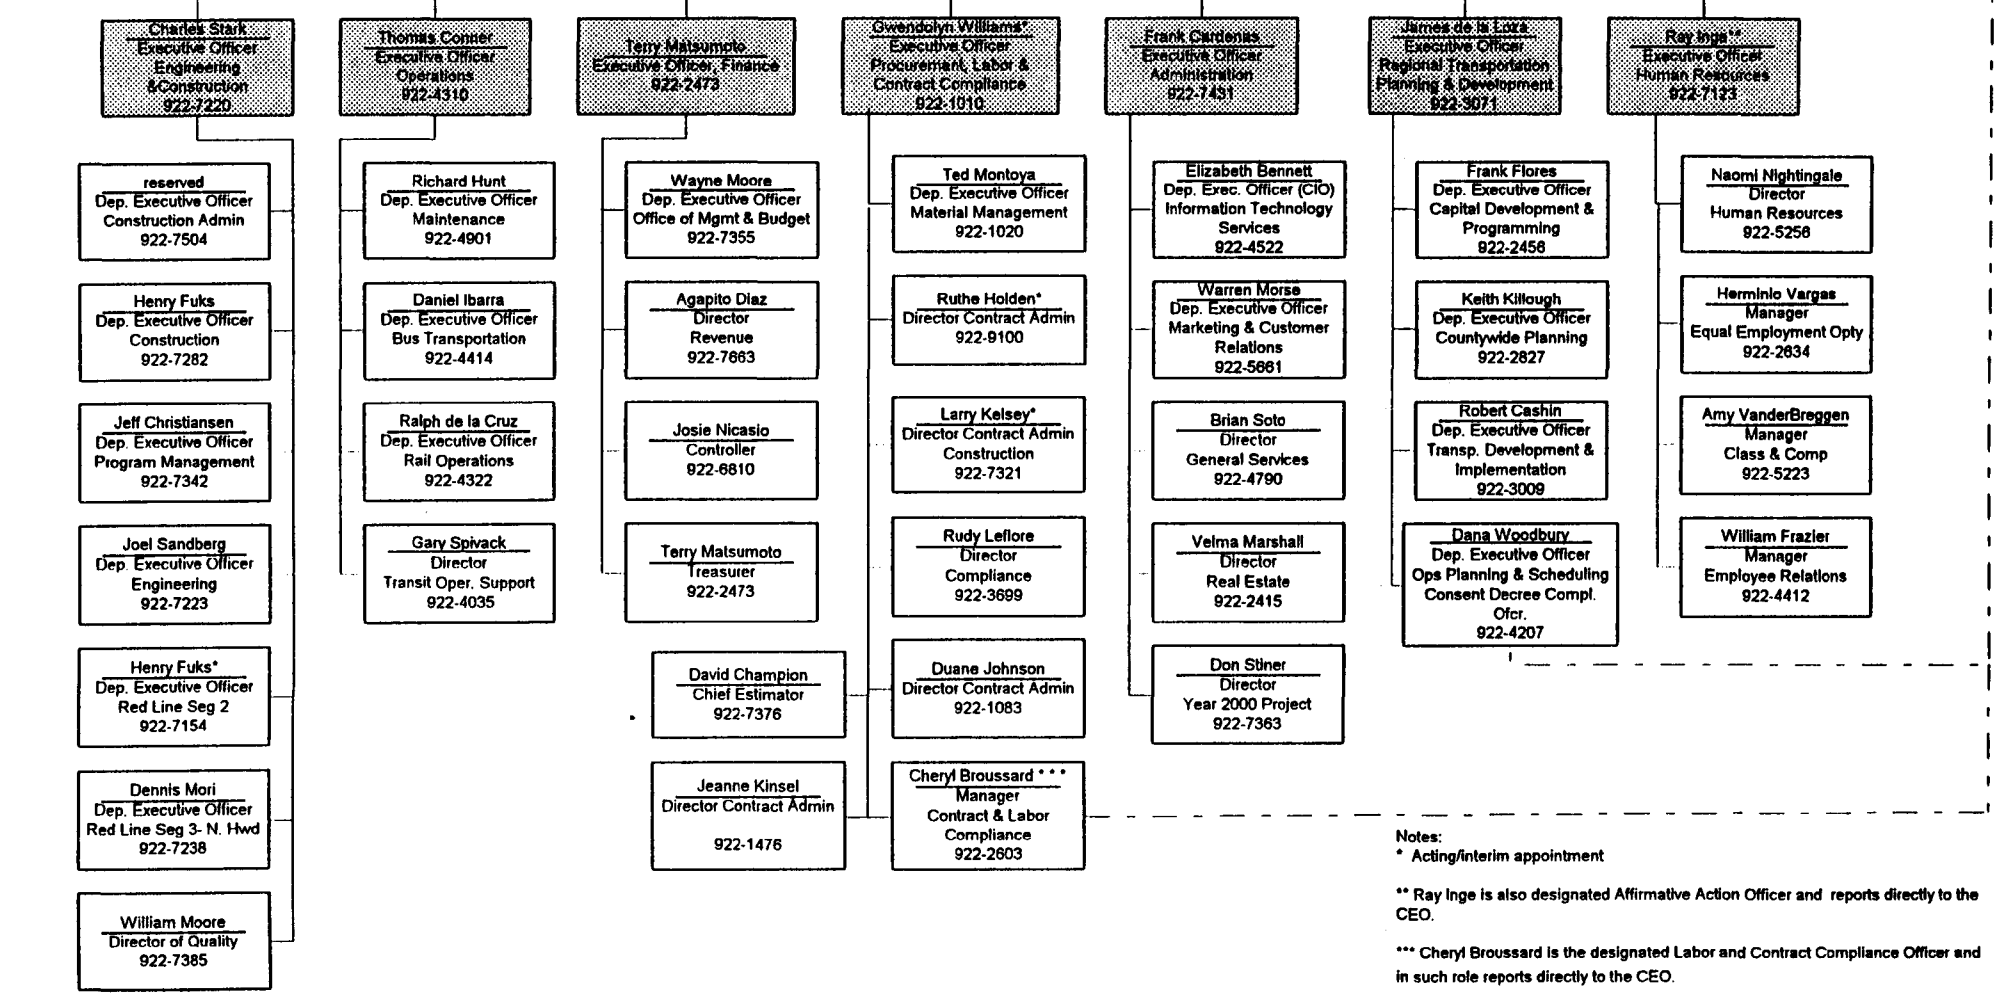 Charles Stark
Executive Officer
Engineering
&Construction
922-7220
reserved
Dep. Executive Officer
Construction Admin
922-7504
Henry Fuks
Dep. Executive Officer
Construction
922-7282
Jeff Christiansen
Dep. Executive Officer
Program Management
922-7342
Joel Sandberg
Dep. Executive Officer
Engineering
922-7223
Henry Fuks*
Dep. Executive Officer
Red Line Seg 2
922-7154
Dennis Mori
Dep. Executive Officer
Red Line Seg 3- N. Hwd
922-7238
William Moore
Director of Quality
922-7385
Thomas Conner
Executive Officer
Operations
922-4310
Richard Hunt
Dep. Executive Officer
Maintenance
922-4901
Daniel Ibarra
Dep. Executive Officer
Bus Transportation
922-4414
Ralph de la Cruz
Dep. Executive Officer
Rail Operations
922-4322
Gary Spivack
Director
Transit Oper. Support
922-4035
Terry Matsumoto
Executive Officer, Finance
922-2473
Wayne Moore
Dep. Executive Officer
Office of Mgmt & Budget
922-7355
Agapito Diaz
Director
Revenue
922-7663
Josie Nicasio
Controller
922-6810
Terry Matsumoto
Treasurer
922-2473
David Champion
Chief Estimator
922-7376
Jeanne Kinsel
Director Contract Admin
922-1476
Gwendolyn Williams*
Executive Officer
Procurement, Labor &
Contract Compliance
922-1010
Ted Montoya
Dep. Executive Officer
Material Management
922-1020
Ruthe Holden*
Director Contract Admin
922-9100
Larry Kelsey*
Director Contract Admin
Construction
922-7321
Rudy Leflore
Director
Compliance
922-3699
Duane Johnson
Director Contract Admin
922-1083
Cheryl Broussard * * *
Manager
Contract & Labor
Compliance
922-2603
Frank Cardenas
Executive Officer
Administration
922-7431
Elizabeth Bennett
Dep. Exec. Officer (CIO)
Information Technology
Services
922-4522
Warren Morse
Dep. Executive Officer
Marketing & Customer
Relations
922-5661
Brian Soto
Director
General Services
922-4790
Velma Marshall
Director
Real Estate
922-2415
Don Stiner
Director
Year 2000 Project
922-7363
James de la Loza
Executive Officer
Regional Transportation
Planning & Development
922-3071
Frank Flores
Dep. Executive Officer
Capital Development &
Programming
922-2456
Keith Killough
Dep. Executive Officer
Countywide Planning
922-2827
Robert Cashin
Dep. Executive Officer
Transp. Development &
Implementation
922-3009
Dana Woodbury
Dep. Executive Officer
Ops Planning & Scheduling
Consent Decree Compl.
Ofcr.
922-4207
Ray Inge**
Executive Officer
Human Resources
922-7123
Naomi Nightingale
Director
Human Resources
922-5256
Herminio Vargas
Manager
Equal Employment Opty
922-2634
Amy VanderBreggen
Manager
Class & Comp
922-5223
William Frazier
Manager
Employee Relations
922-4412
Notes:
* Acting/interim appointment
** Ray Inge is also designated Affirmative Action Officer and reports directly to the
CEO.
*** Cheryl Broussard is the designated Labor and Contract Compliance Officer and
in such role reports directly to the CEO.